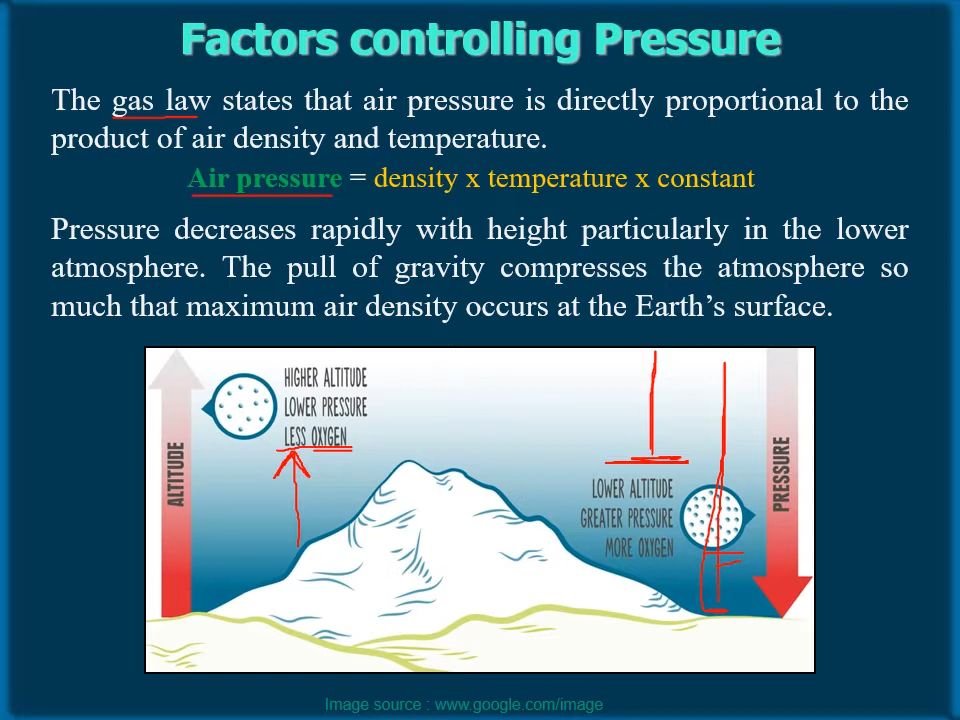 Factors controlling Pressure
The gas law states that air pressure is directly proportional to the
product of air density and temperature.
Air pressure = density x temperature x constant
Pressure decreases rapidly with height particularly in the lower
atmosphere. The pull of gravity compresses the atmosphere so
much that maximum air density occurs at the Earth's surface.
HIGHER ALTITUDE
LOWER PRESSURE
LESS OXYGEN
ALTITUDE
PRESSURE
LOWER ALTITUDE
GREATER PRESSURE
MORE OXYGEN
Image source : www.google.com/image